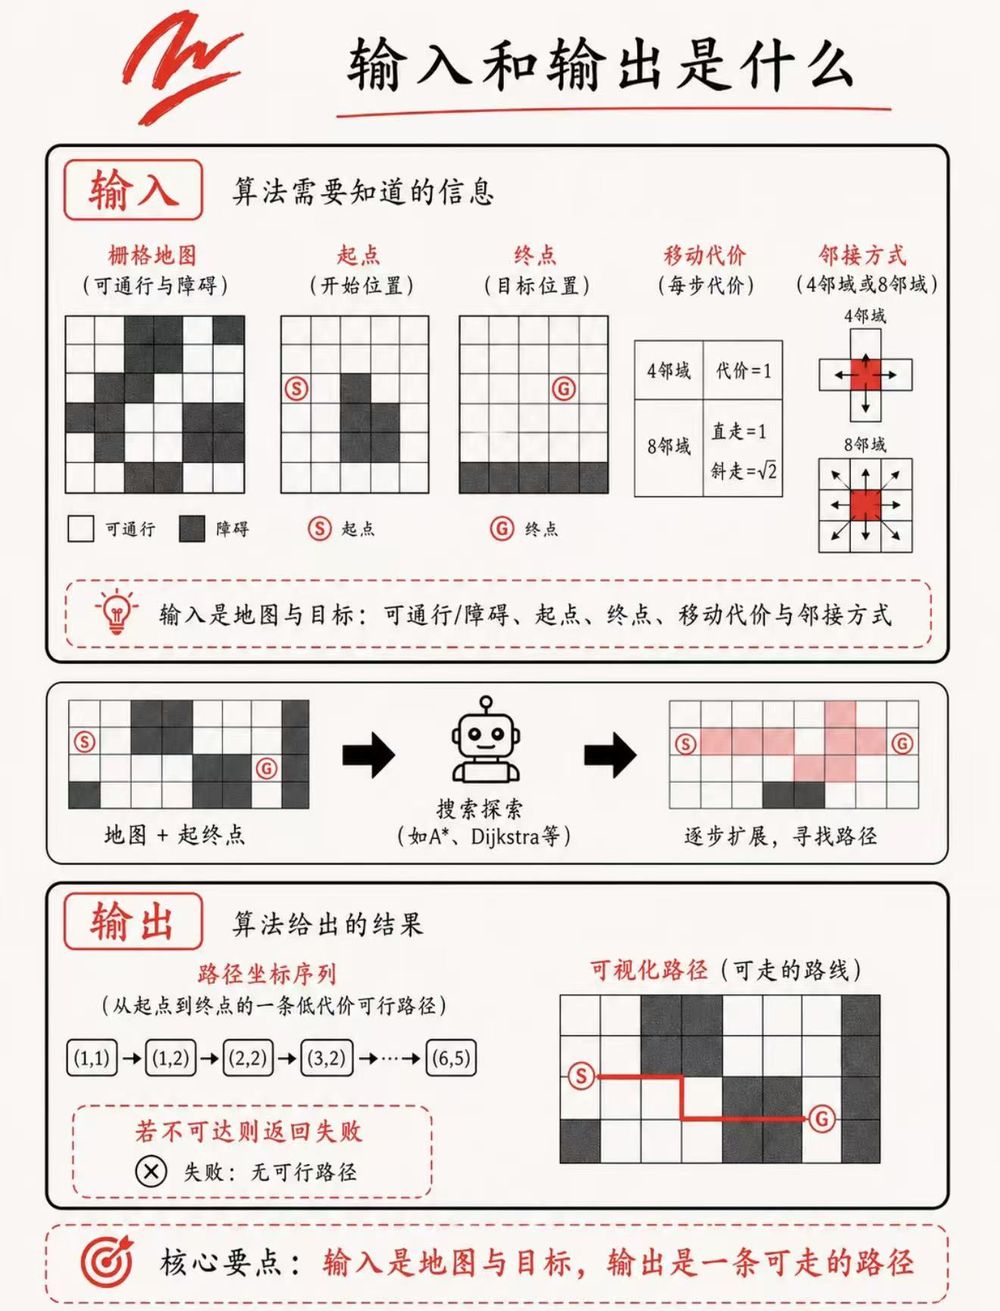 输入和输出是什么
输入
算法需要知道的信息
栅格地图
（可通行与障碍）
可通行
障碍
起点
（开始位置）
S
S 起点
终点
（目标位置）
G
G 终点
移动代价
（每步代价）
4邻域 代价=1
8邻域
直走=1
斜走=√2
邻接方式
（4邻域或8邻域）
4邻域
8邻域
输入是地图与目标：可通行/障碍、起点、终点、移动代价与邻接方式
S
G
地图 + 起终点
搜索探索
（如A*、Dijkstra等）
S
G
逐步扩展，寻找路径
输出
算法给出的结果
路径坐标序列
（从起点到终点的一条低代价可行路径）
(1,1) (1,2) (2,2) (3,2) ··· (6,5)
若不可达则返回失败
失败：无可行路径
可视化路径（可走的路线）
S
G
核心要点：输入是地图与目标，输出是一条可走的路径